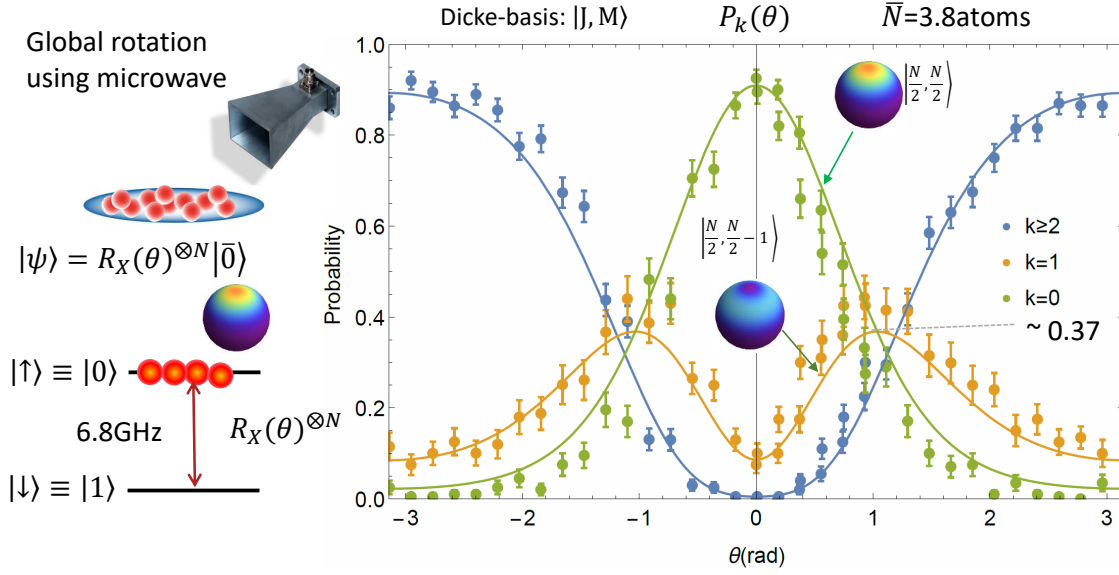 Dicke-basis: |J, M⟩ P_k(θ) N̄=3.8atoms
Global rotation
using microwave
|ψ⟩ = R_X(θ)^{⊗N}|0̄⟩
|↑⟩ ≡ |0⟩
6.8GHz R_X(θ)^{⊗N}
|↓⟩ ≡ |1⟩
Probability
1.0
0.8
0.6
0.4
0.2
0.0
|N/2, N/2⟩
|N/2, N/2 − 1⟩
k≥2
k=1
k=0
~ 0.37
−3 −2 −1 0 1 2 3
θ(rad)